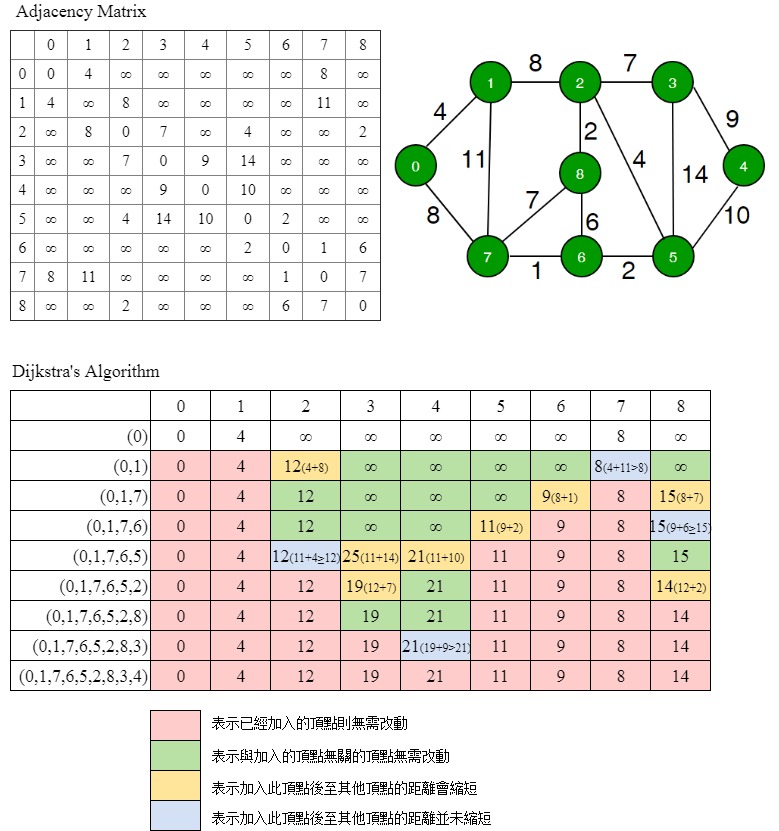 Adjacency Matrix
0 1 2 3 4 5 6 7 8
0 0 4 ∞ ∞ ∞ ∞ ∞ 8 ∞
1 4 ∞ 8 ∞ ∞ ∞ ∞ 11 ∞
2 ∞ 8 0 7 ∞ 4 ∞ ∞ 2
3 ∞ ∞ 7 0 9 14 ∞ ∞ ∞
4 ∞ ∞ ∞ 9 0 10 ∞ ∞ ∞
5 ∞ ∞ 4 14 10 0 2 ∞ ∞
6 ∞ ∞ ∞ ∞ ∞ 2 0 1 6
7 8 11 ∞ ∞ ∞ ∞ 1 0 7
8 ∞ ∞ 2 ∞ ∞ ∞ 6 7 0
8 7
1 2 3
4 2 9
11 4 14
0 8 4
8 7 6 10
7 6 5
1 2
Dijkstra's Algorithm
0 1 2 3 4 5 6 7 8
(0) 0 4 ∞ ∞ ∞ ∞ ∞ 8 ∞
(0,1) 0 4 12(4+8) ∞ ∞ ∞ ∞ 8(4+11>8) ∞
(0,1,7) 0 4 12 ∞ ∞ ∞ 9(8+1) 8 15(8+7)
(0,1,7,6) 0 4 12 ∞ ∞ 11(9+2) 9 8 15(9+6≥15)
(0,1,7,6,5) 0 4 12(11+4≥12) 25(11+14) 21(11+10) 11 9 8 15
(0,1,7,6,5,2) 0 4 12 19(12+7) 21 11 9 8 14(12+2)
(0,1,7,6,5,2,8) 0 4 12 19 21 11 9 8 14
(0,1,7,6,5,2,8,3) 0 4 12 19 21(19+9>21) 11 9 8 14
(0,1,7,6,5,2,8,3,4) 0 4 12 19 21 11 9 8 14
表示已經加入的頂點則無需改動
表示與加入的頂點無關的頂點無需改動
表示加入此頂點後至其他頂點的距離會縮短
表示加入此頂點後至其他頂點的距離並未縮短